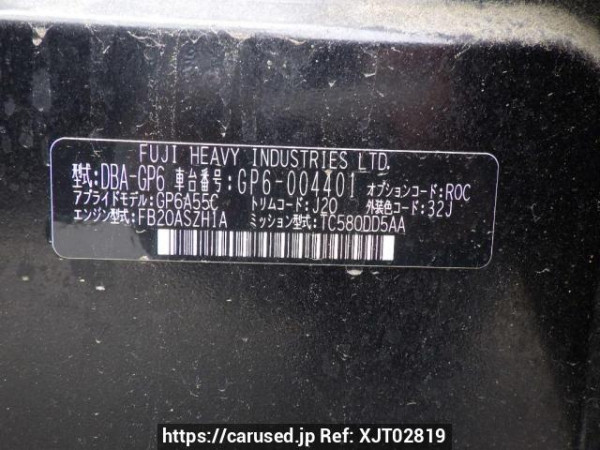 FUJI HEAVY INDUSTRIES LTD.
型式:DBA-GP6 車台番号:GP6-004401 オプションコード:ROC
アプライドモデル:GP6A55C トリムコード:J20 外装色コード:32J
エンジン型式:FB20ASZH1A ミッション型式:TC580DD5AA
https://carused.jp Ref: XJT02819